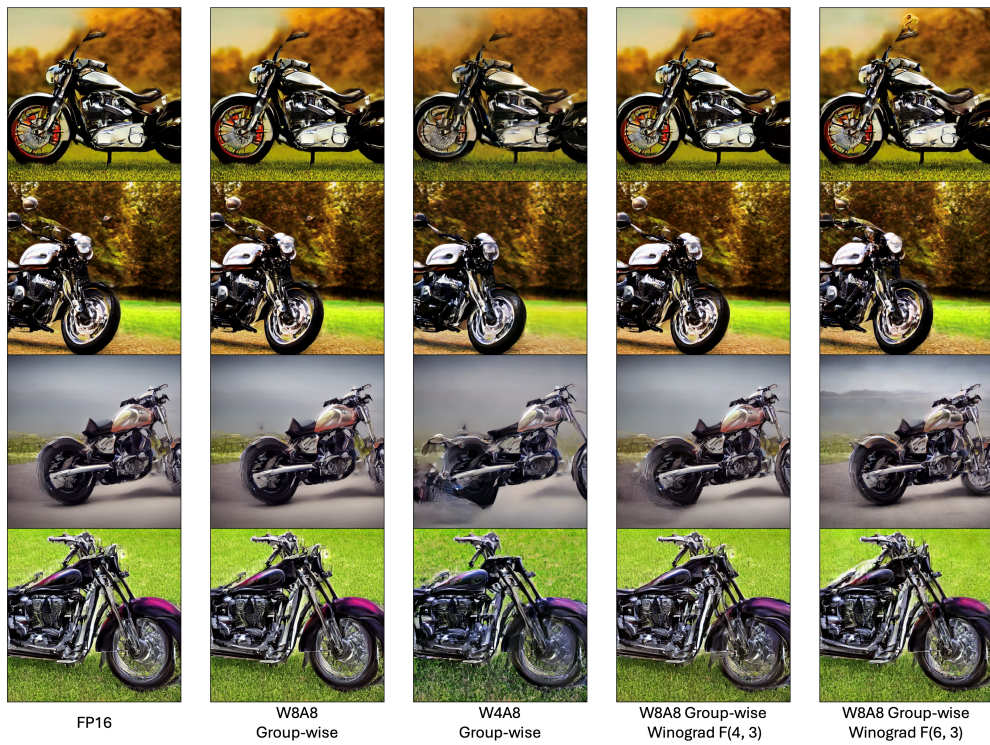 FP16
W8A8
Group-wise
W4A8
Group-wise
W8A8 Group-wise
Winograd F(4, 3)
W8A8 Group-wise
Winograd F(6, 3)